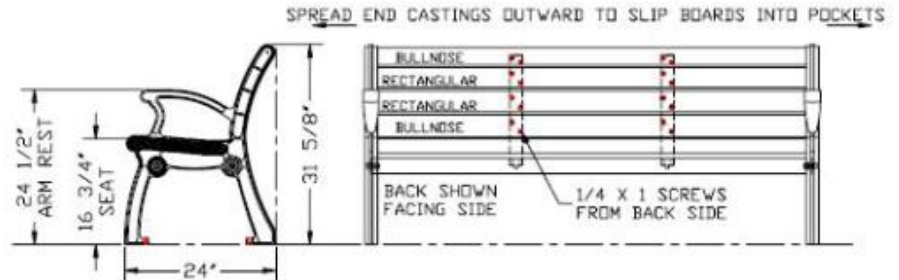 SPREAD END CASTINGS OUTWARD TO SLIP BOARDS INTO POCKETS
BULLNOSE
RECTANGULAR
RECTANGULAR
BULLNOSE
24 1/2"
ARM REST
16 3/4"
SEAT
31 5/8"
BACK SHOWN
FACING SIDE
1/4 X 1 SCREWS
FROM BACK SIDE
24"